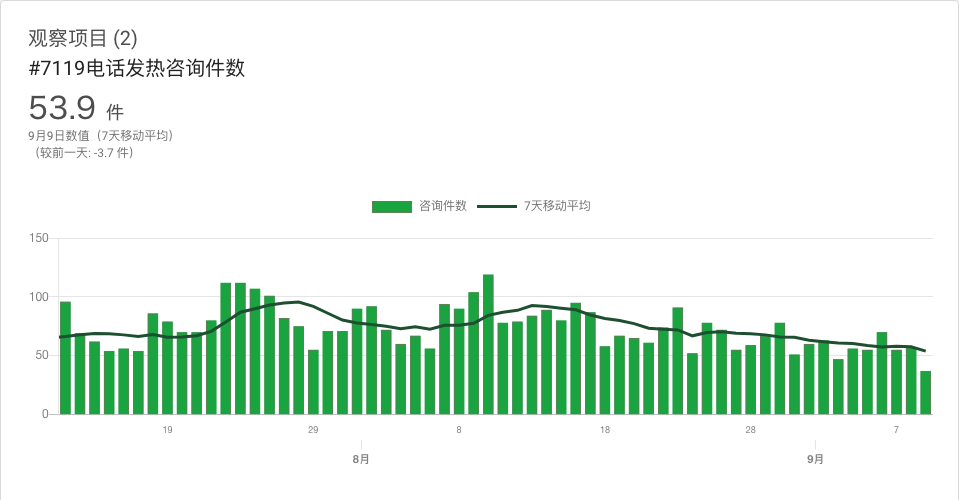 观察项目 (2)
#7119电话发热咨询件数
53.9 件
9月9日数值（7天移动平均）
（较前一天: -3.7 件）
咨询件数 7天移动平均
150
100
50
0
19 29 8 18 28 7
8月 9月